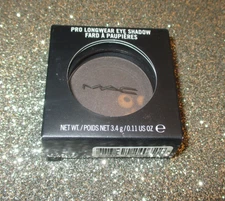 PRO LONGWEAR EYE SHADOW
FARD À PAUPIÈRES
MAC
NET WT./POIDS NET 3.4 g / 0.11 US OZ ℮